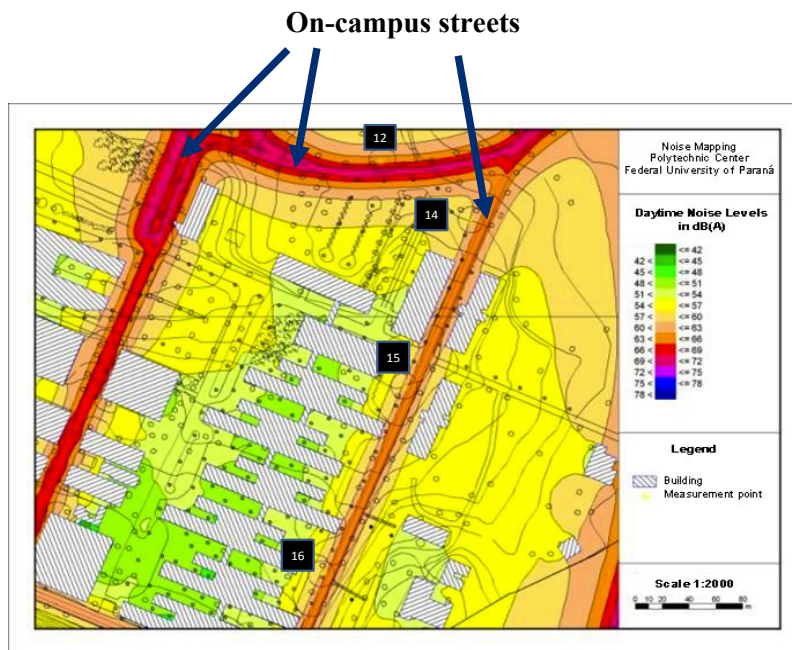 On-campus streets
12
14
15
16
Noise Mapping
Polytechnic Center
Federal University of Paraná
Daytime Noise Levels
in dB(A)
<= 42
42 < <= 45
45 < <= 48
48 < <= 51
51 < <= 54
54 < <= 57
57 < <= 60
60 < <= 63
63 < <= 66
66 < <= 69
69 < <= 72
72 < <= 75
75 < <= 78
78 <
Legend
Building
Measurement point
Scale 1:2000
0 10 20 40 60 80
m